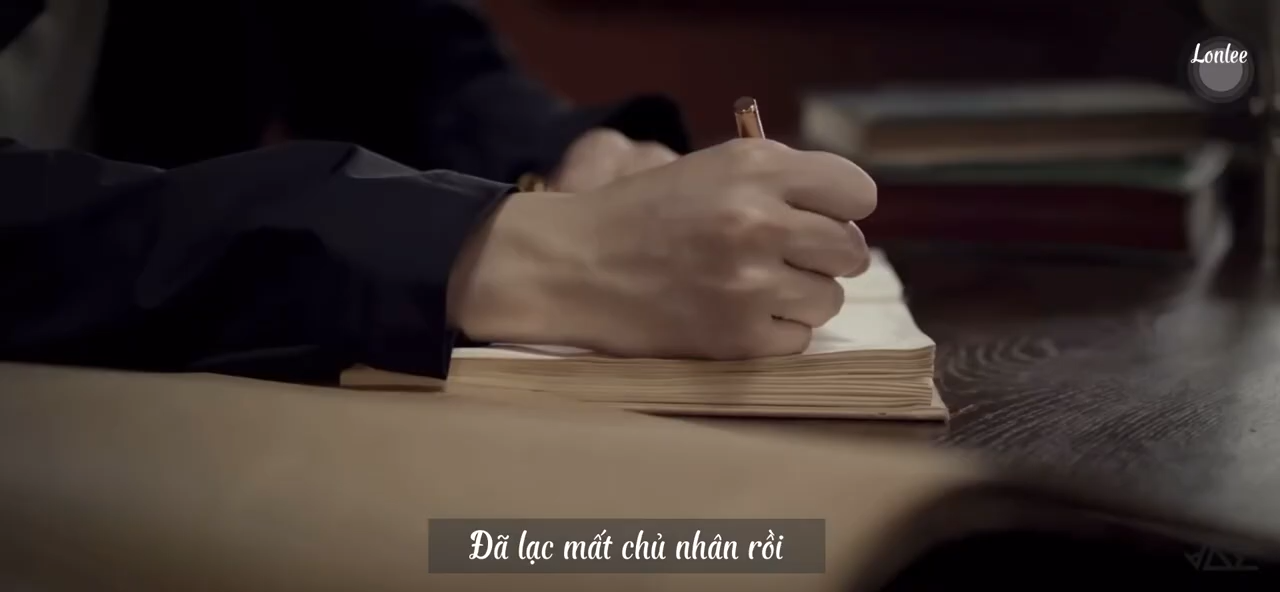 Lonlee
Đã lạc mất chủ nhân rồi